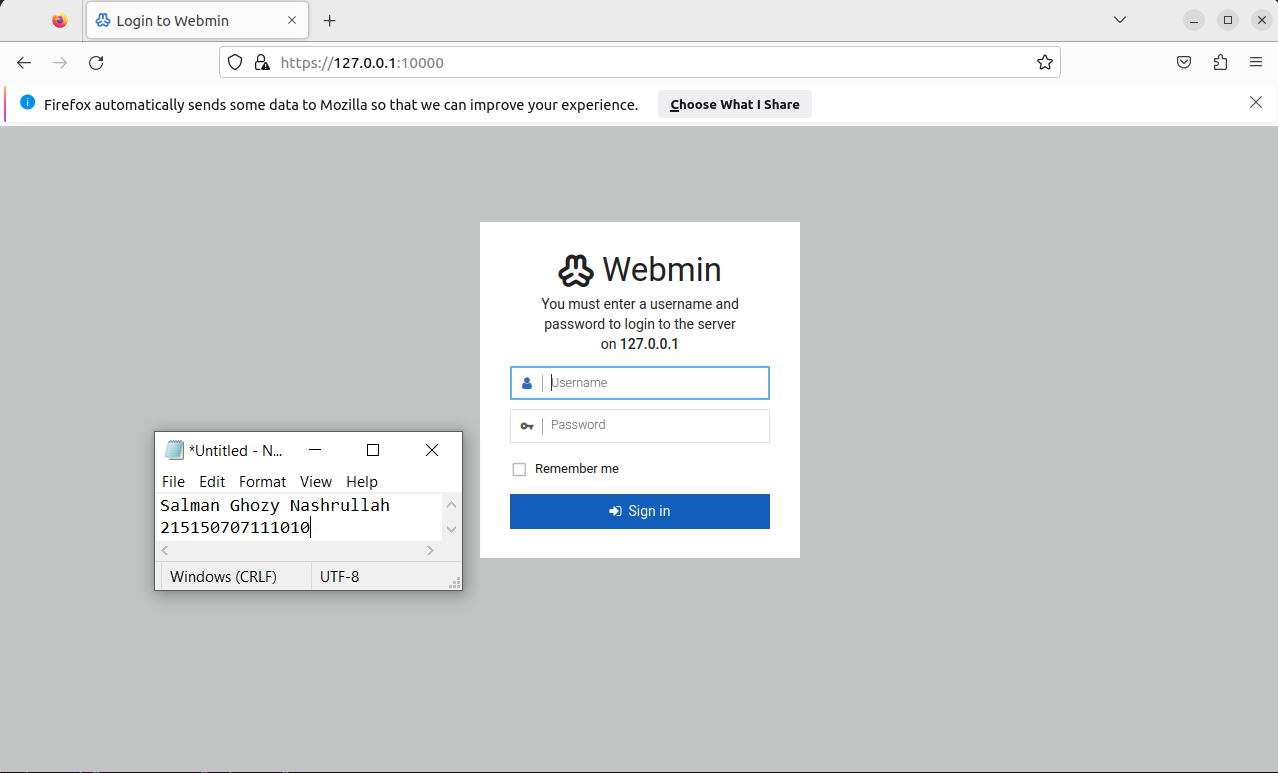 Login to Webmin
https://127.0.0.1:10000
Firefox automatically sends some data to Mozilla so that we can improve your experience.
Choose What I Share
Webmin
You must enter a username and
password to login to the server
on 127.0.0.1
Username
Password
Remember me
Sign in
*Untitled - N...
File Edit Format View Help
Salman Ghozy Nashrullah
215150707111010
Windows (CRLF) UTF-8